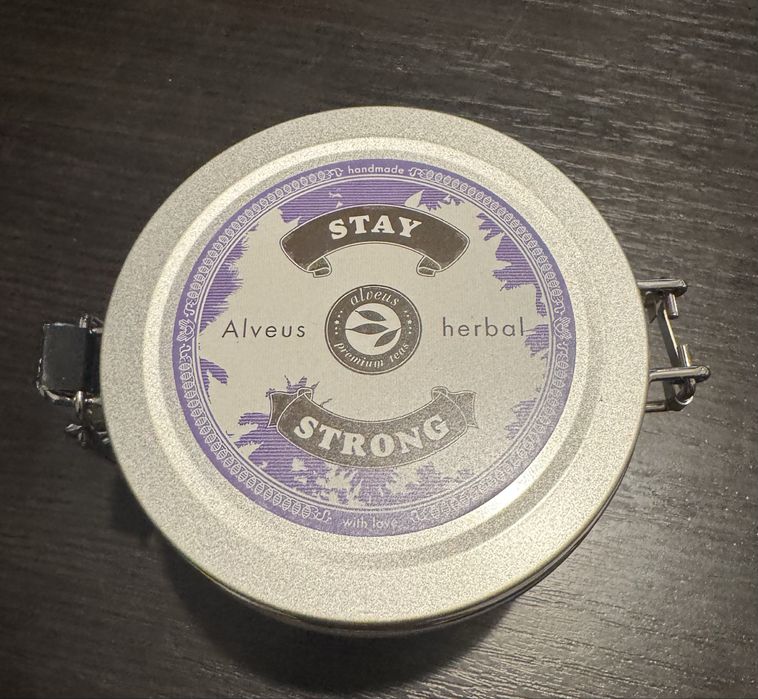 handmade
STAY
alveus
Alveus herbal
premium teas
STRONG
with love